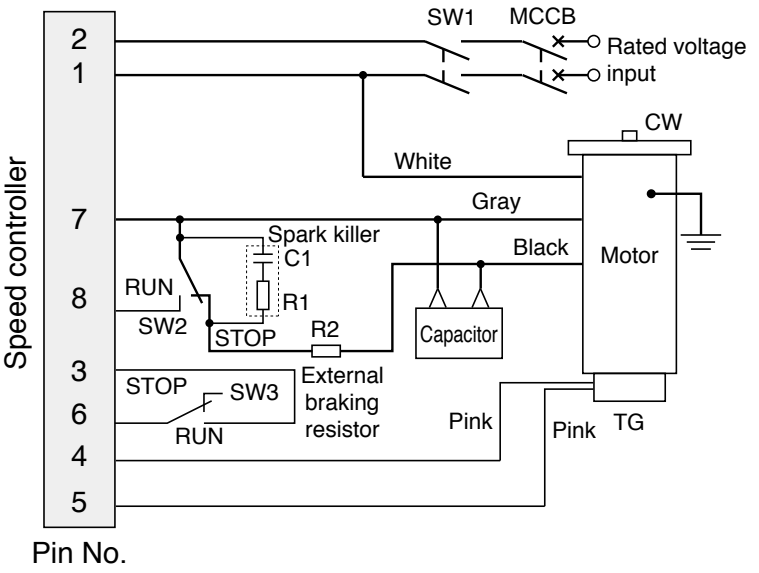 SW1 MCCB
2
Rated voltage
1
input
CW
White
7
Gray
Spark killer
C1
Black
Motor
Speed controller
8
RUN
R1
SW2
STOP
R2
Capacitor
3
STOP
SW3
External
braking
resistor
6
RUN
Pink
Pink
TG
4
5
Pin No.